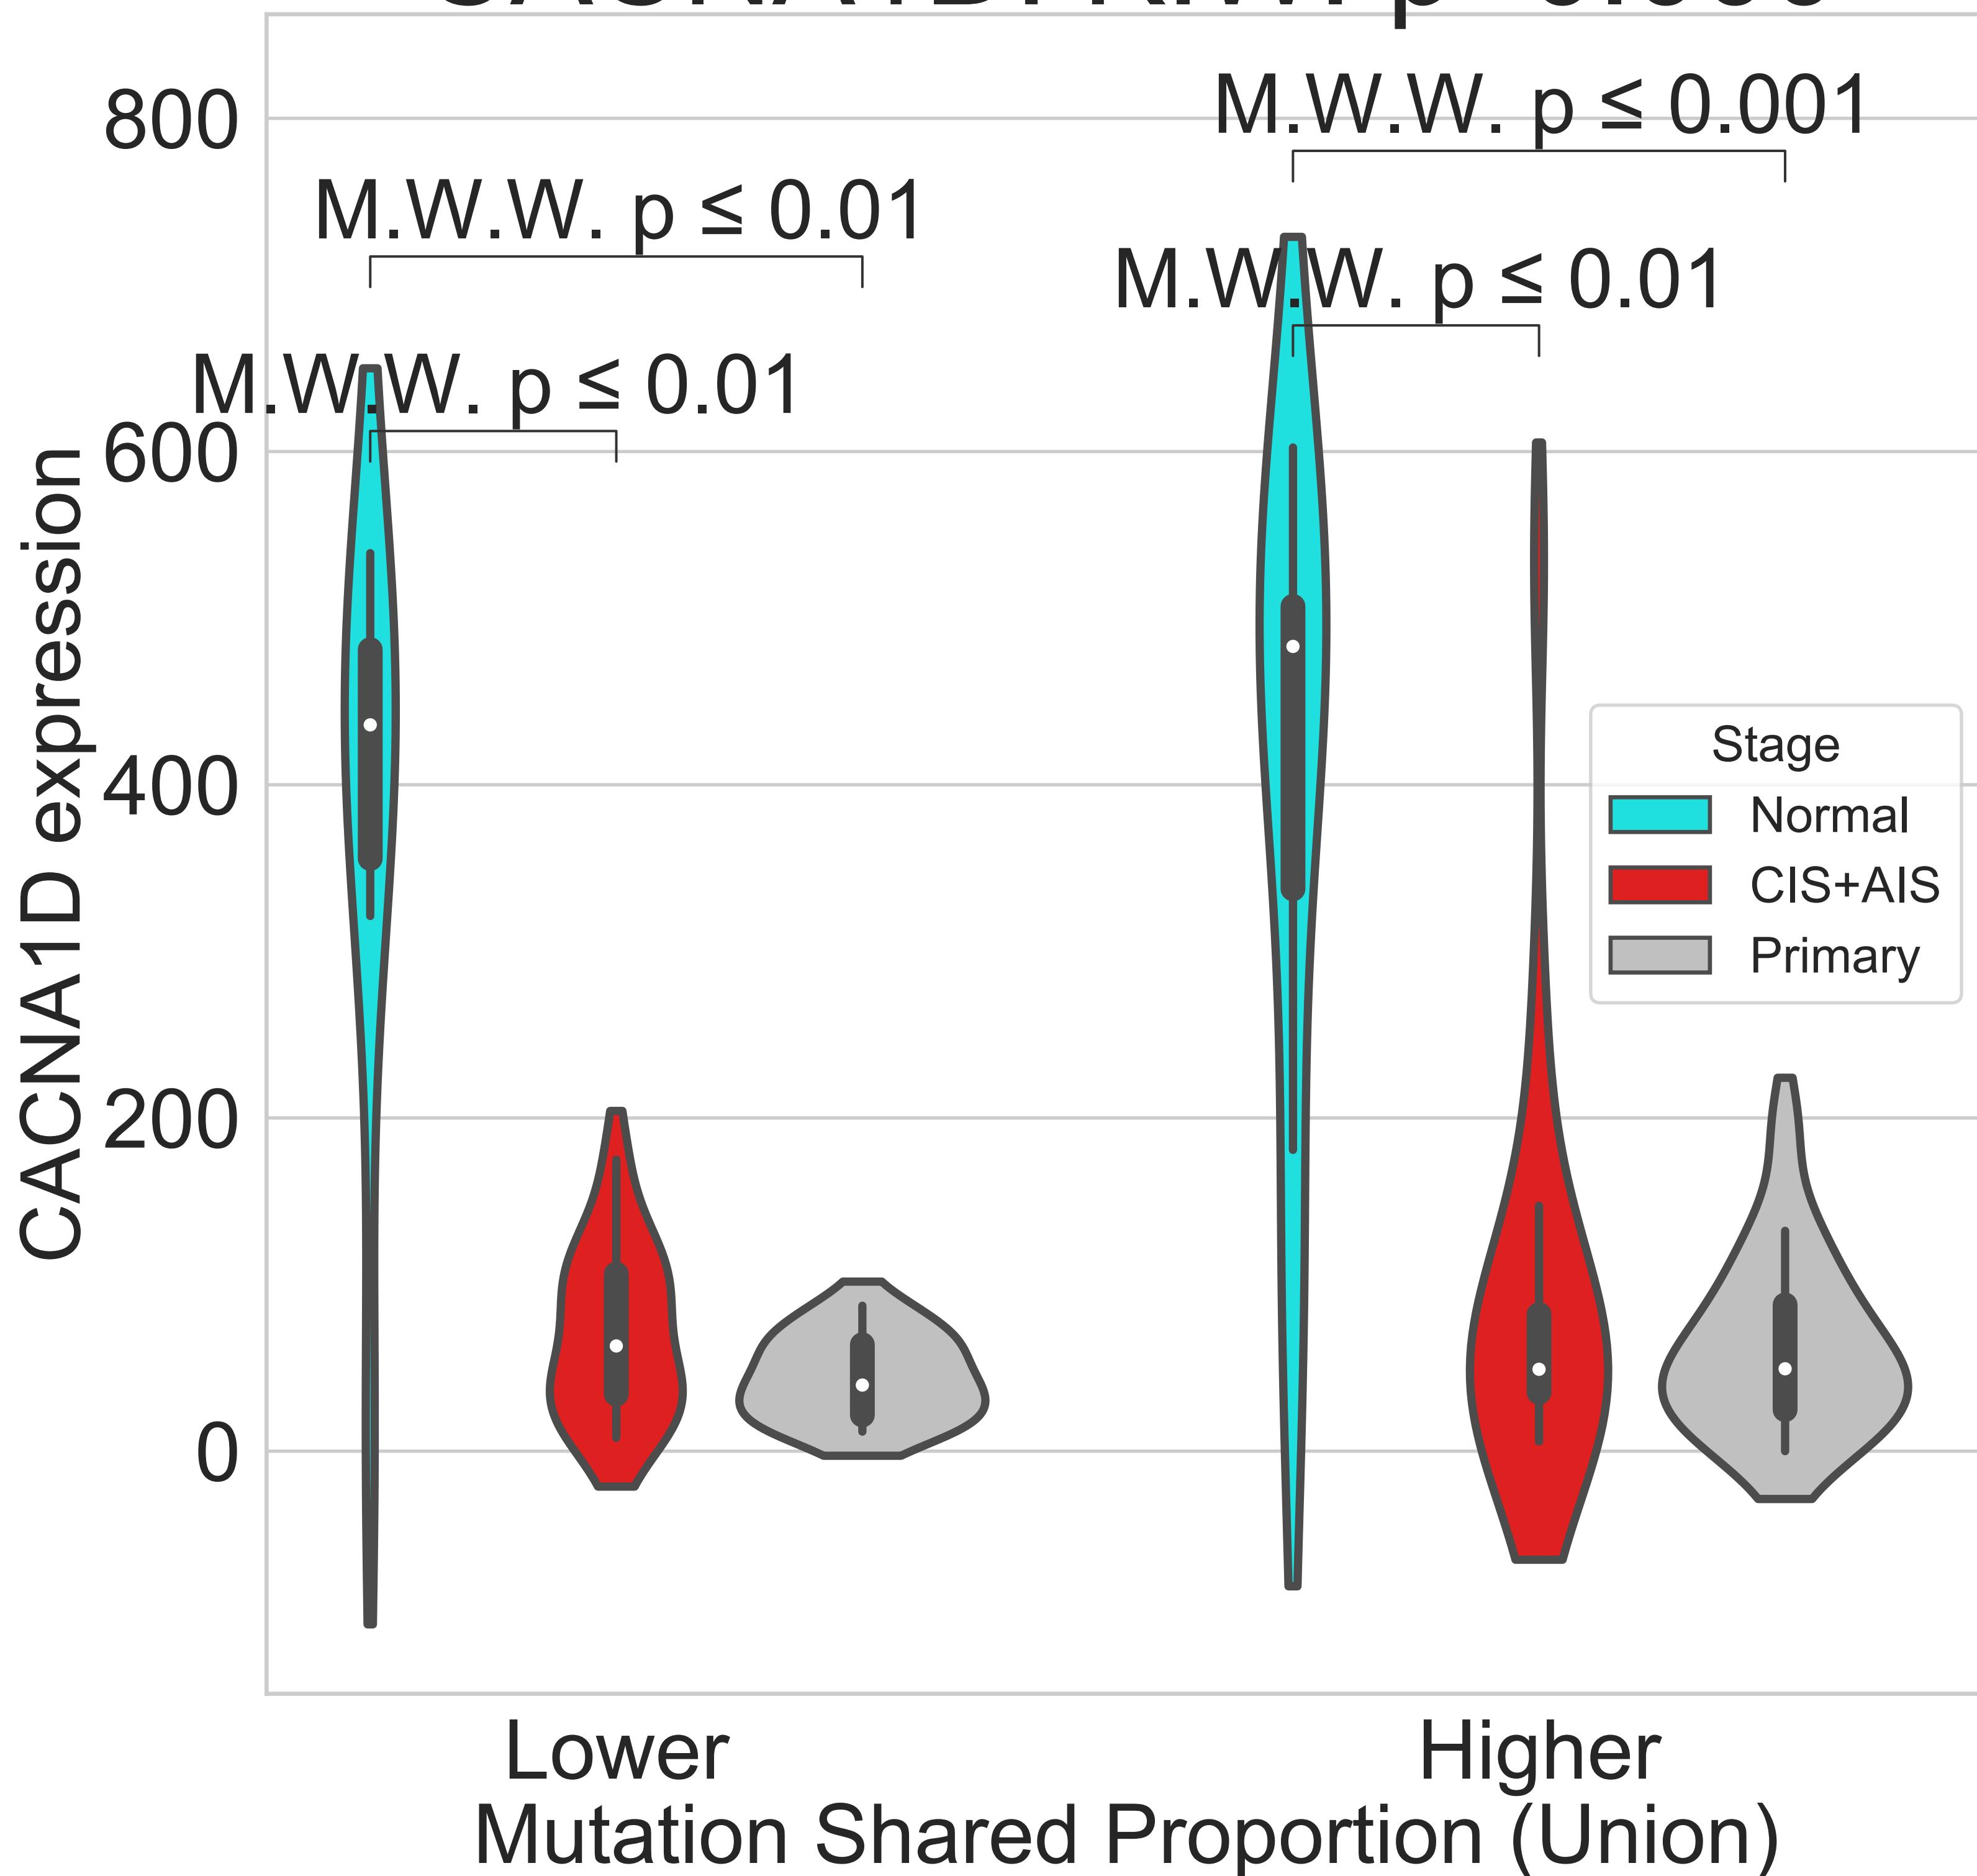 M.W.W. p ≤ 0.001
M.W.W. p ≤ 0.01
M.W.W. p ≤ 0.01
M.W.W. p ≤ 0.01
800
600
400
200
0
CACNA1D expression
Stage
Normal
CIS+AIS
Primary
Lower
Higher
Mutation Shared Proportion (Union)